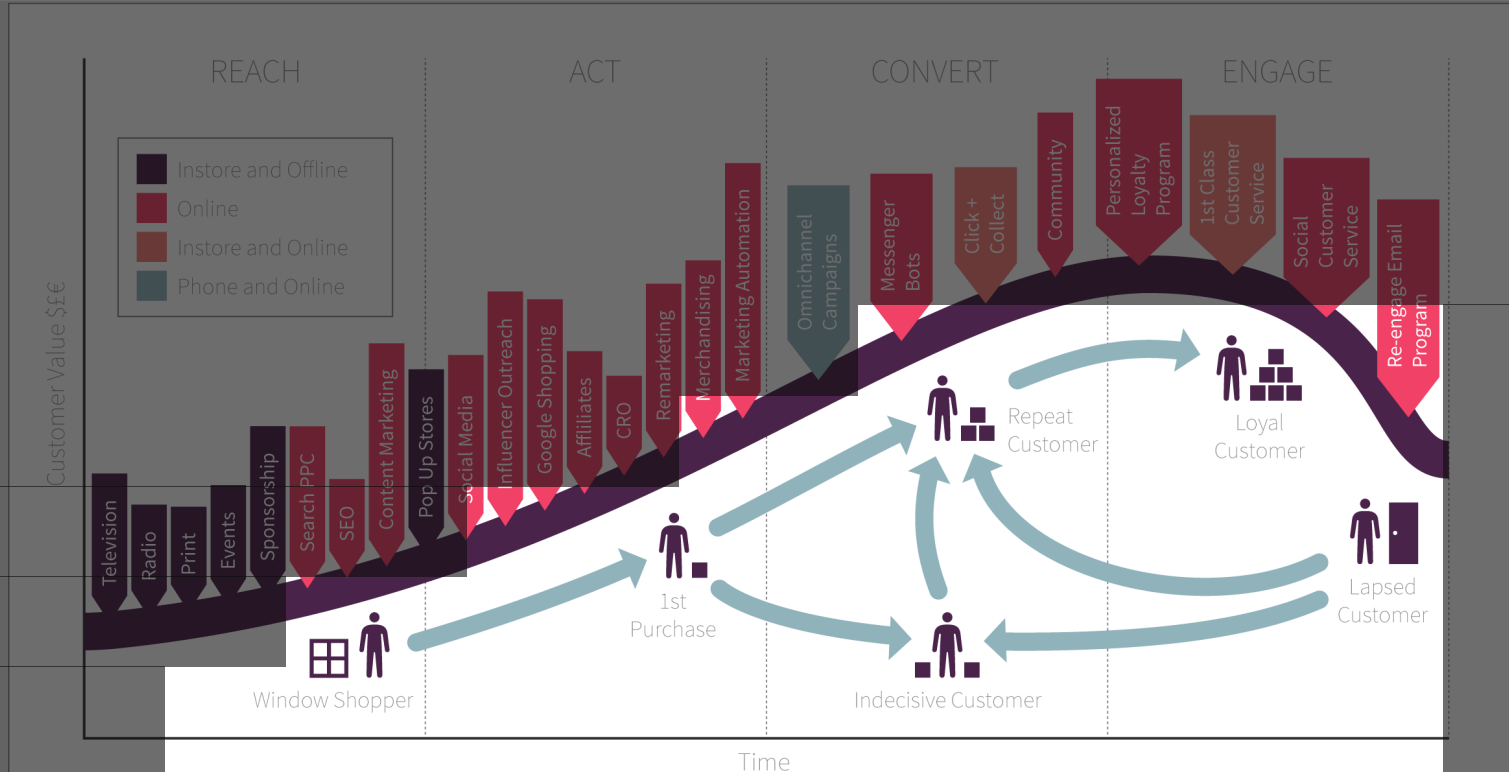 REACH
ACT
CONVERT
ENGAGE
Instore and Offline
Online
Instore and Online
Phone and Online
Customer Value $£€
Television
Radio
Print
Events
Sponsorship
Search PPC
SEO
Content Marketing
Pop Up Stores
Social Media
Influencer Outreach
Google Shopping
Affliliates
CRO
Remarketing
Merchandising
Marketing Automation
Omnichannel
Campaigns
Messenger
Bots
Click +
Collect
Community
Personalized
Loyalty
Program
1st Class
Customer
Service
Social
Customer
Service
Re-engage Email
Program
Window Shopper
1st
Purchase
Repeat
Customer
Indecisive Customer
Loyal
Customer
Lapsed
Customer
Time